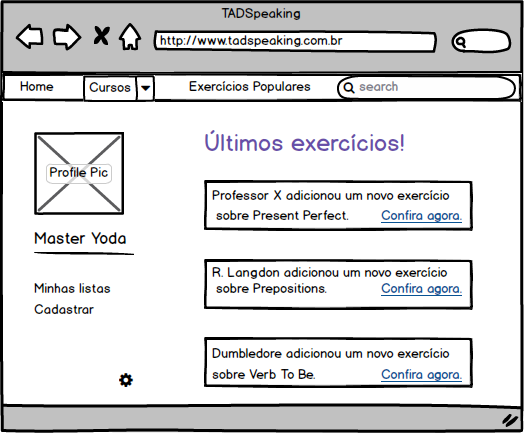 TADSpeaking
http://www.tadspeaking.com.br
Home
Cursos
Exercícios Populares
search
Profile Pic
Master Yoda
Minhas listas
Cadastrar
Últimos exercícios!
Professor X adicionou um novo exercício
sobre Present Perfect. Confira agora.
R. Langdon adicionou um novo exercício
sobre Prepositions. Confira agora.
Dumbledore adicionou um novo exercício
sobre Verb To Be. Confira agora.